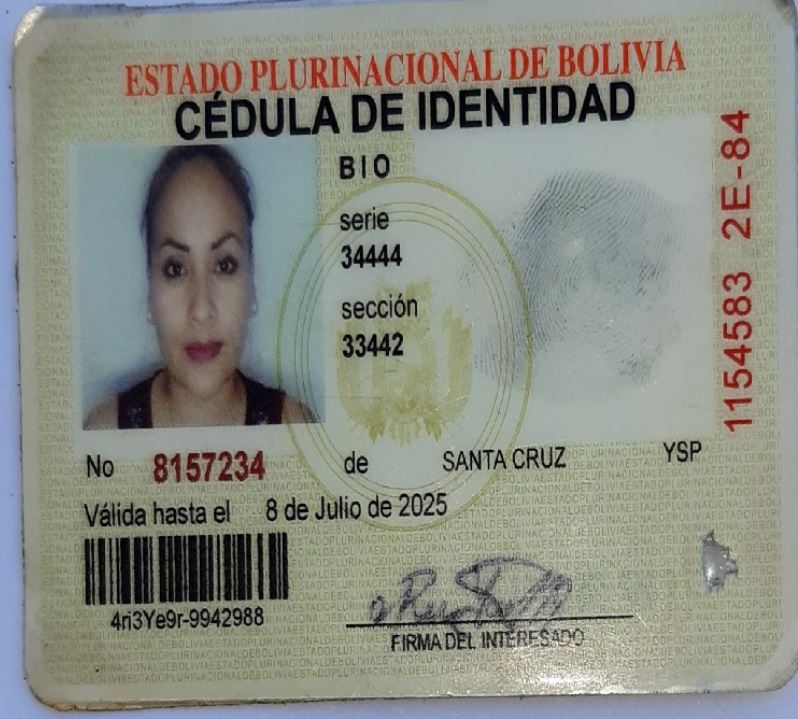 ESTADO PLURINACIONAL DE BOLIVIA
CÉDULA DE IDENTIDAD
BIO
serie
34444
sección
33442
1154583 2E-84
No 8157234 de SANTA CRUZ YSP
Válida hasta el 8 de Julio de 2025
4ri3Ye9r-9942988
FIRMA DEL INTERESADO